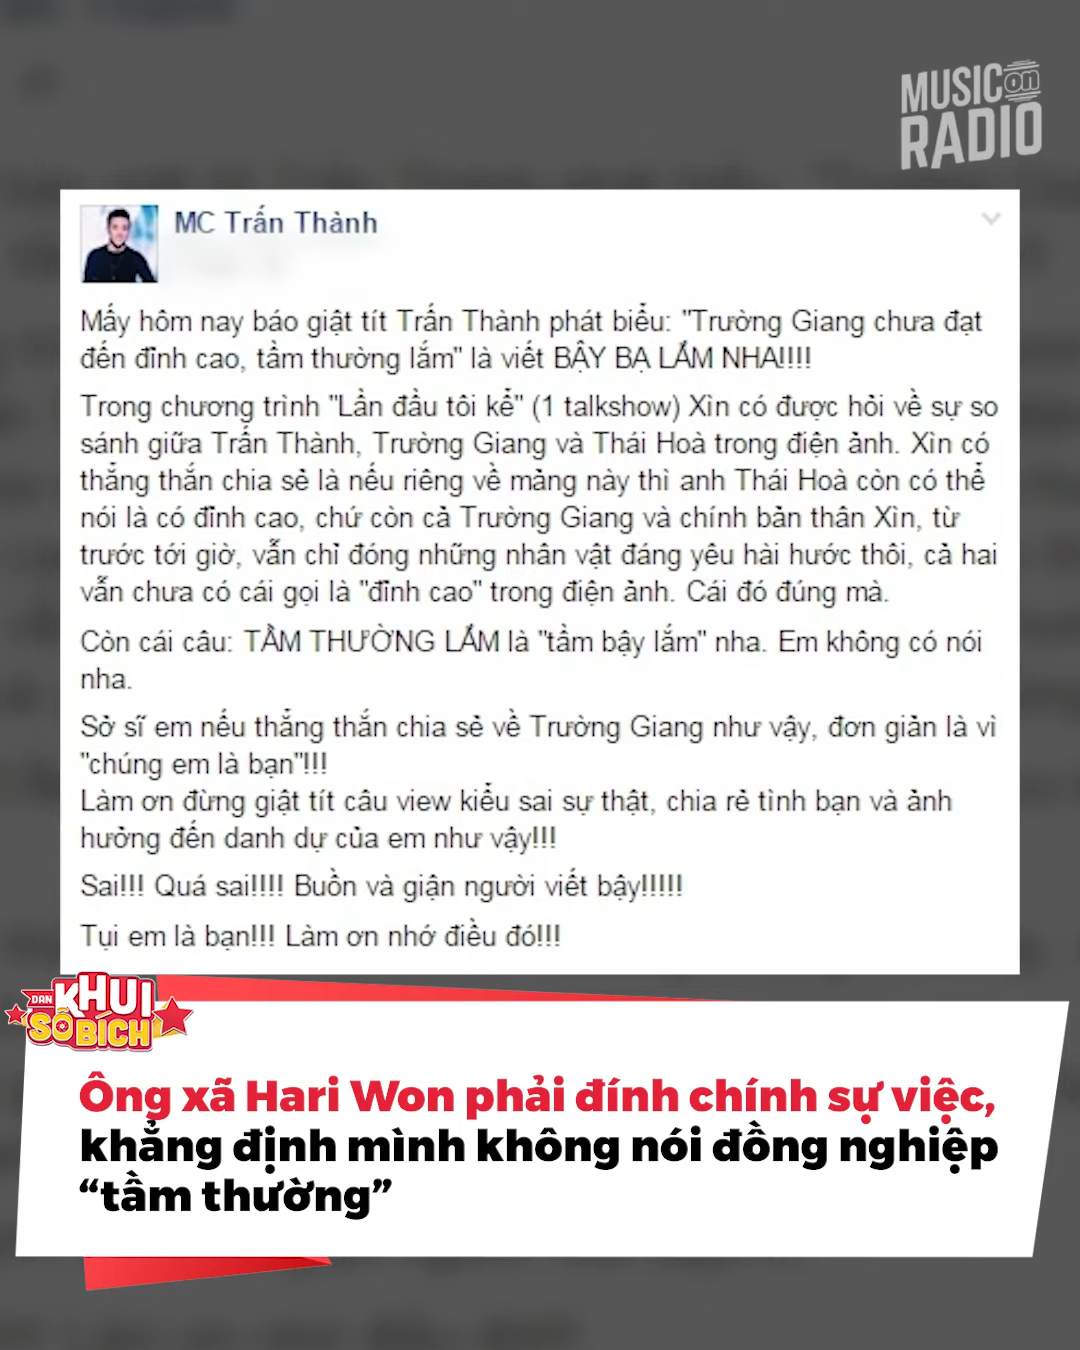 MUSIC on
RADIO
MC Trấn Thành
Mấy hôm nay báo giật tít Trấn Thành phát biểu: "Trường Giang chưa đạt
đến đỉnh cao, tầm thường lắm" là viết BẬY BẠ LẮM NHA!!!!
Trong chương trình "Lần đầu tôi kể" (1 talkshow) Xìn có được hỏi về sự so
sánh giữa Trấn Thành, Trường Giang và Thái Hoà trong điện ảnh. Xìn có
thẳng thắn chia sẻ là nếu riêng về mảng này thì anh Thái Hoà còn có thể
nói là có đỉnh cao, chứ còn cả Trường Giang và chính bản thân Xìn, từ
trước tới giờ, vẫn chỉ đóng những nhân vật đáng yêu hài hước thôi, cả hai
vẫn chưa có cái gọi là "đỉnh cao" trong điện ảnh. Cái đó đúng mà.
Còn cái câu: TẦM THƯỜNG LẮM là "tầm bậy lắm" nha. Em không có nói
nha.
Sở sĩ em nếu thẳng thắn chia sẻ về Trường Giang như vậy, đơn giản là vì
"chúng em là bạn"!!!
Làm ơn đừng giật tít câu view kiểu sai sự thật, chia rẽ tình bạn và ảnh
hưởng đến danh dự của em như vậy!!!
Sai!!! Quá sai!!!! Buồn và giận người viết bậy!!!!!
Tụi em là bạn!!! Làm ơn nhớ điều đó!!!
DAN
KHUI
SÔ BÍCH
Ông xã Hari Won phải đính chính sự việc,
khẳng định mình không nói đồng nghiệp
“tầm thường”